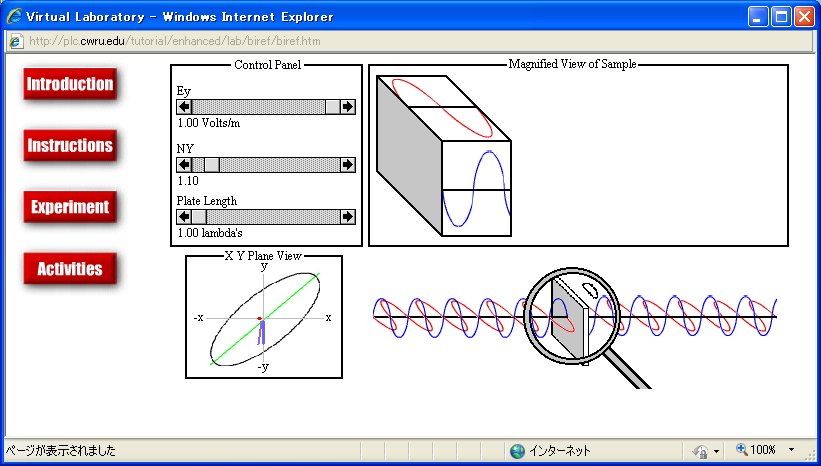 Virtual Laboratory - Windows Internet Explorer
http://plc.cwru.edu/tutorial/enhanced/lab/biref/biref.htm
Introduction
Instructions
Experiment
Activities
Control Panel
Ey
1.00 Volts/m
NY
1.10
Plate Length
1.00 lambda's
Magnified View of Sample
X Y Plane View
y
-x
x
-y
ページが表示されました
インターネット
100%